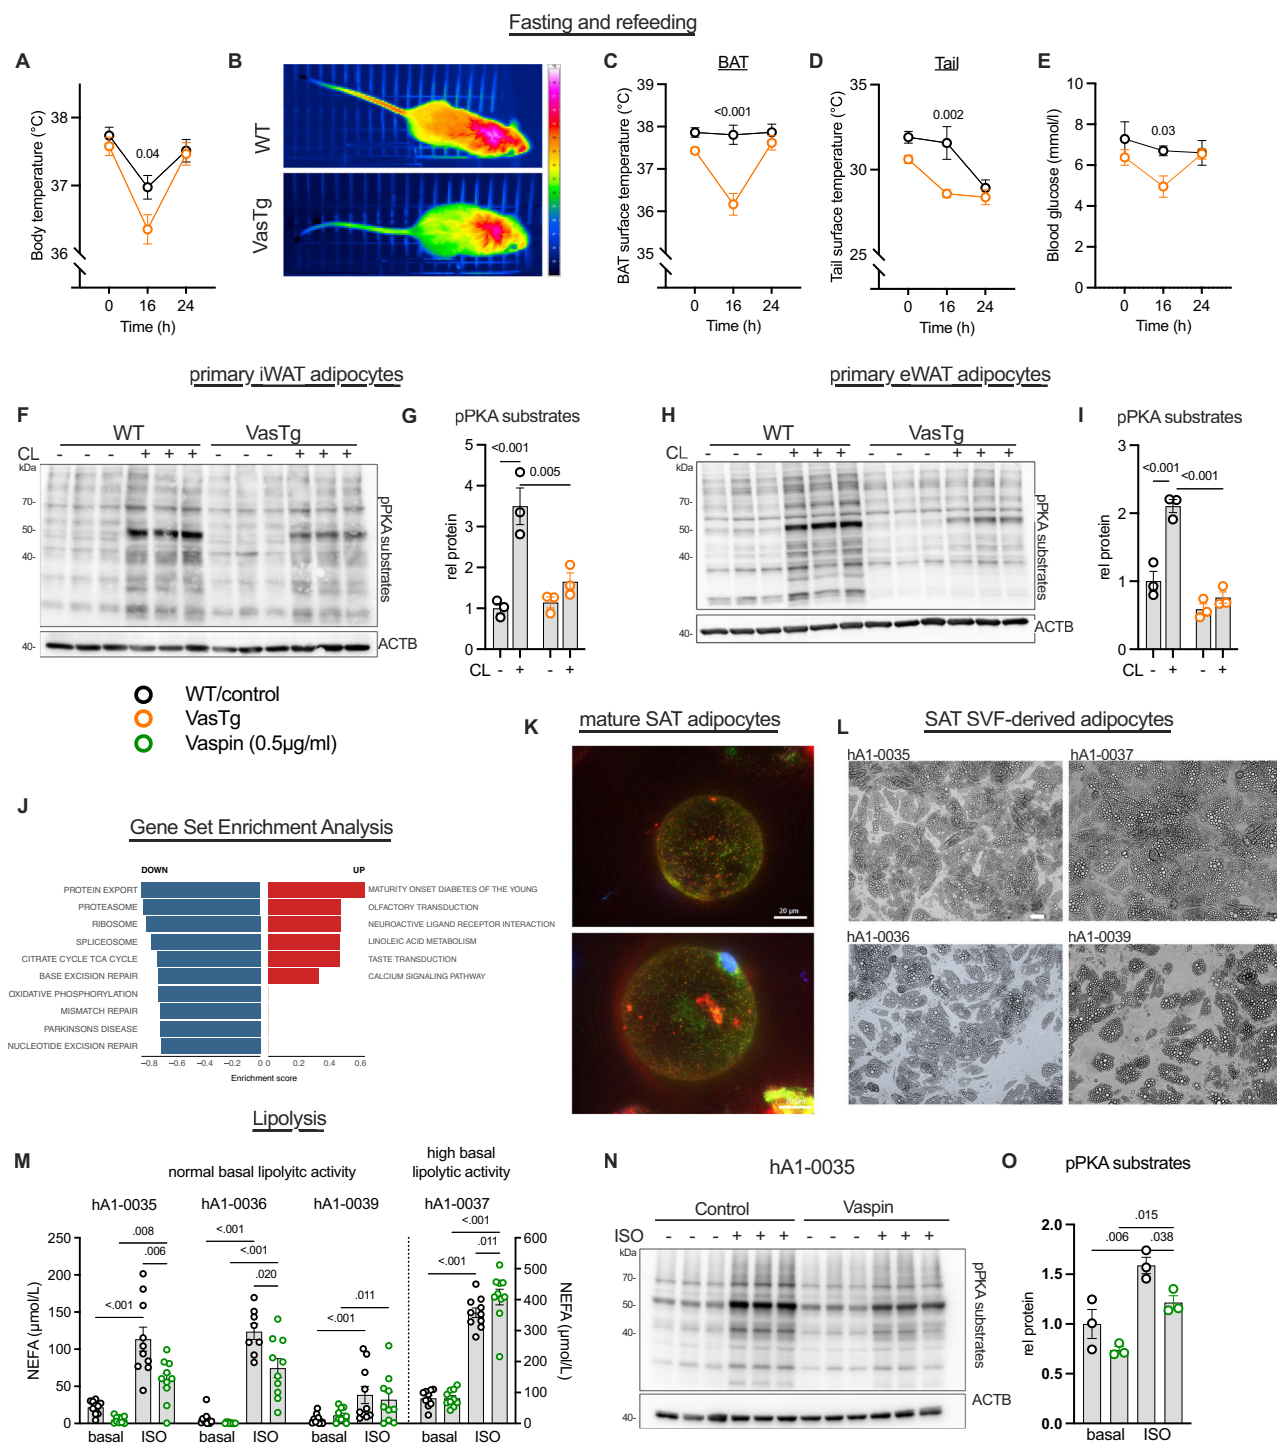 Fasting and refeeding
A
Body temperature (°C)
38
37
36
0.04
0 16 24
Time (h)
B
WT
VasTg
C
BAT
BAT surface temperature (°C)
39
38
37
36
35
<0.001
0 16 24
Time (h)
D
Tail
Tail surface temperature (°C)
35
30
25
0.002
0 16 24
Time (h)
E
Blood glucose (mmol/l)
10
8
6
4
2
0
0.03
0 16 24
Time (h)
primary iWAT adipocytes
primary eWAT adipocytes
F
WT VasTg
CL - - - + + + - - - + + +
kDa
70-
50-
40-
pPKA substrates
40-
ACTB
G
pPKA substrates
rel protein
5
4
3
2
1
0
<0.001
0.005
CL - + - +
H
WT VasTg
CL - - - + + + - - - + + +
kDa
70-
50-
40-
pPKA substrates
40-
ACTB
I
pPKA substrates
rel protein
3
2
1
0
<0.001
<0.001
CL - + - +
WT/control
VasTg
Vaspin (0.5µg/ml)
J
Gene Set Enrichment Analysis
DOWN UP
PROTEIN EXPORT MATURITY ONSET DIABETES OF THE YOUNG
PROTEASOME OLFACTORY TRANSDUCTION
RIBOSOME NEUROACTIVE LIGAND RECEPTOR INTERACTION
SPLICEOSOME LINOLEIC ACID METABOLISM
CITRATE CYCLE TCA CYCLE TASTE TRANSDUCTION
BASE EXCISION REPAIR CALCIUM SIGNALING PATHWAY
OXIDATIVE PHOSPHORYLATION
MISMATCH REPAIR
PARKINSONS DISEASE
NUCLEOTIDE EXCISION REPAIR
−0.8 −0.6 −0.4 −0.2 0 0 0.2 0.4 0.6
Enrichment score
K
mature SAT adipocytes
20 µm
20 µm
L
SAT SVF-derived adipocytes
hA1-0035 hA1-0037
hA1-0036 hA1-0039
Lipolysis
M
normal basal lipolyitc activity
high basal
lipolytic activity
hA1-0035 hA1-0036 hA1-0039 hA1-0037
NEFA (µmol/L)
250
200
150
100
50
0
<.001
.008
.006
<.001
<.001
.020
<.001
.011
<.001
<.001
.011
600
500
400
300
200
100
0
NEFA (µmol/L)
basal ISO basal ISO basal ISO basal ISO
N
hA1-0035
Control Vaspin
ISO - - - + + + - - - + + +
kDa
70-
50-
40-
pPKA substrates
40-
ACTB
O
pPKA substrates
rel protein
2.0
1.5
1.0
0.5
0.0
.015
.006 .038
basal ISO